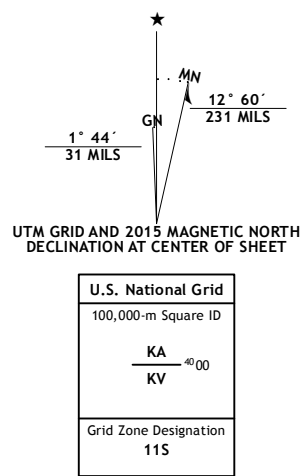 ★
MN
GN
12° 60´
231 MILS
1° 44´
31 MILS
UTM GRID AND 2015 MAGNETIC NORTH
DECLINATION AT CENTER OF SHEET
U.S. National Grid
100,000-m Square ID
KA
4000
KV
Grid Zone Designation
11S